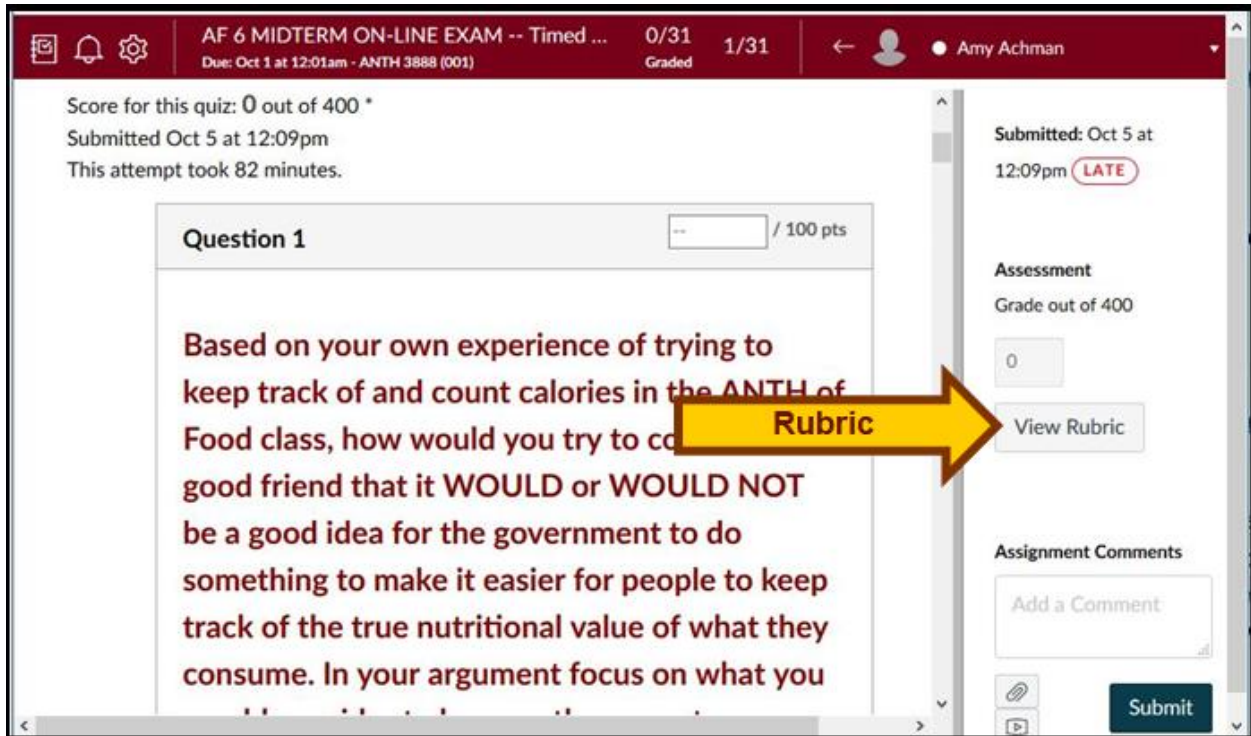 AF 6 MIDTERM ON-LINE EXAM -- Timed ...
Due: Oct 1 at 12:01am - ANTH 3888 (001)
0/31
Graded
1/31
Amy Achman
Score for this quiz: 0 out of 400 *
Submitted Oct 5 at 12:09pm
This attempt took 82 minutes.
Question 1
-- / 100 pts
Based on your own experience of trying to
keep track of and count calories in the ANTH of
Food class, how would you try to
good friend that it WOULD or WOULD NOT
be a good idea for the government to do
something to make it easier for people to keep
track of the true nutritional value of what they
consume. In your argument focus on what you
Rubric
Submitted: Oct 5 at
12:09pm LATE
Assessment
Grade out of 400
0
View Rubric
Assignment Comments
Add a Comment
Submit